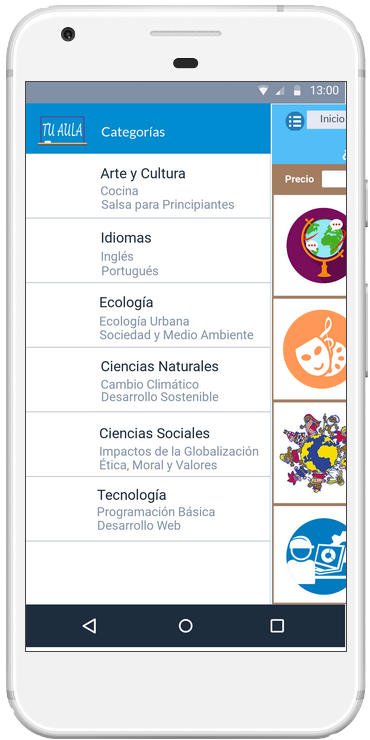 13:00
TU AULA
Categorías
Inicio
Arte y Cultura
Cocina
Salsa para Principiantes
Precio
Idiomas
Inglés
Portugués
Ecología
Ecología Urbana
Sociedad y Medio Ambiente
Ciencias Naturales
Cambio Climático
Desarrollo Sostenible
Ciencias Sociales
Impactos de la Globalización
Ética, Moral y Valores
Tecnología
Programación Básica
Desarrollo Web